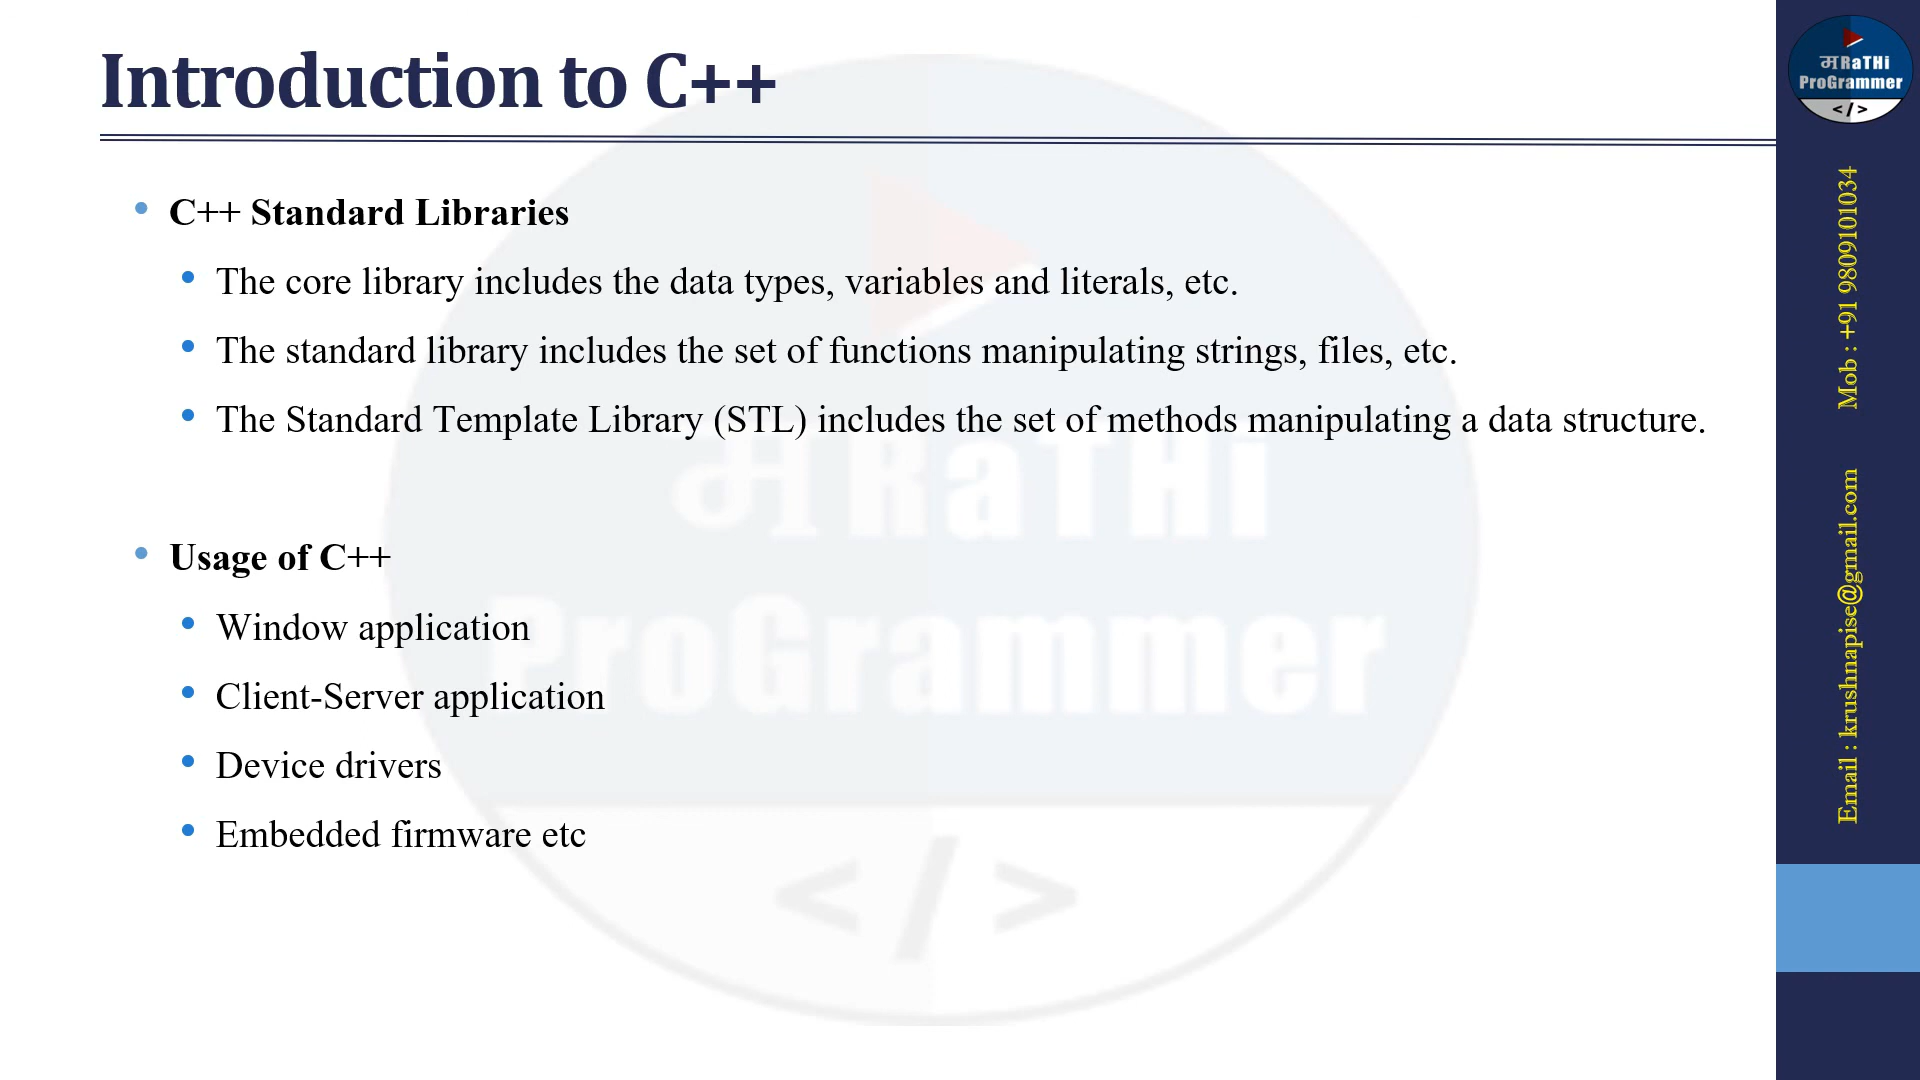 Introduction to C++
C++ Standard Libraries
The core library includes the data types, variables and literals, etc.
The standard library includes the set of functions manipulating strings, files, etc.
The Standard Template Library (STL) includes the set of methods manipulating a data structure.
Usage of C++
Window application
Client-Server application
Device drivers
Embedded firmware etc
मRaTHi
ProGrammer
</>
मRaTHi
ProGrammer
</>
Mob : +91 9809101034
Email : krushnapise@gmail.com